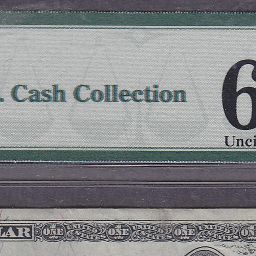 . Cash Collection
6
Unci
LLAR ONE ONE ONE ONE ONE